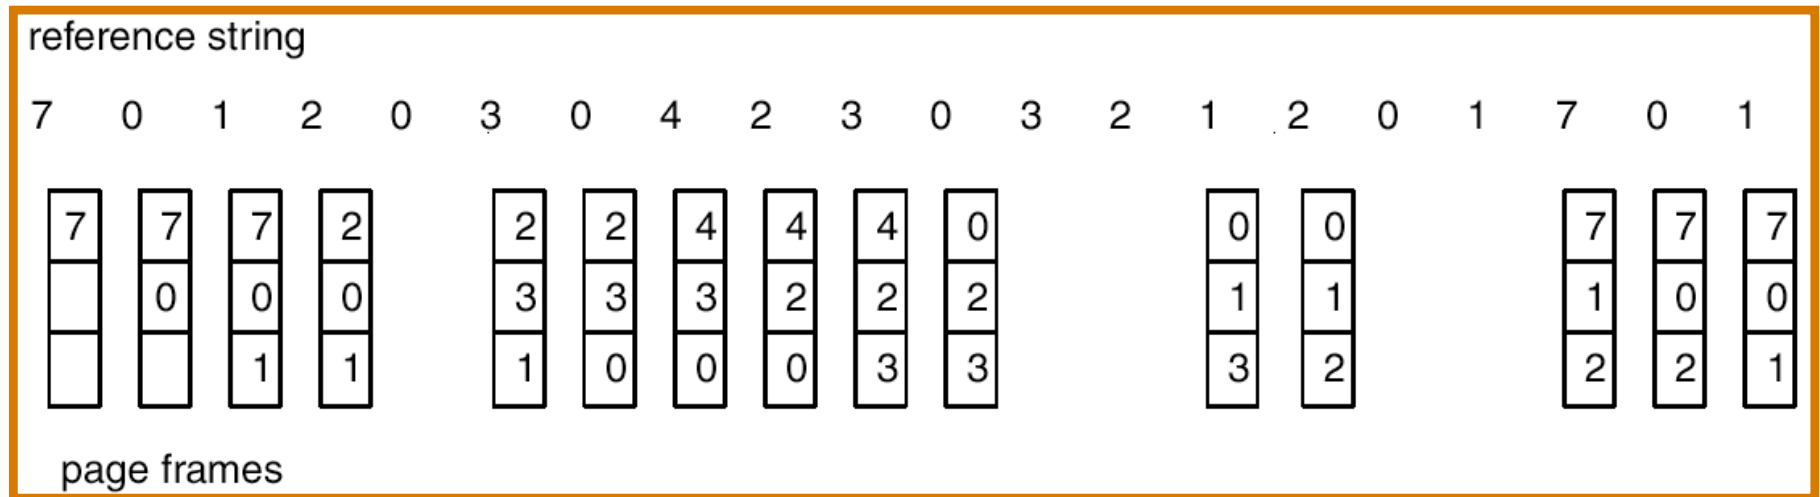 reference string
7 0 1 2 0 3 0 4 2 3 0 3 2 1 2 0 1 7 0 1
7 7 7 2 2 2 4 4 4 0 0 0 7 7 7
0 0 0 3 3 3 2 2 2 1 1 1 0 0
1 1 1 0 0 0 3 3 3 2 2 2 1
page frames